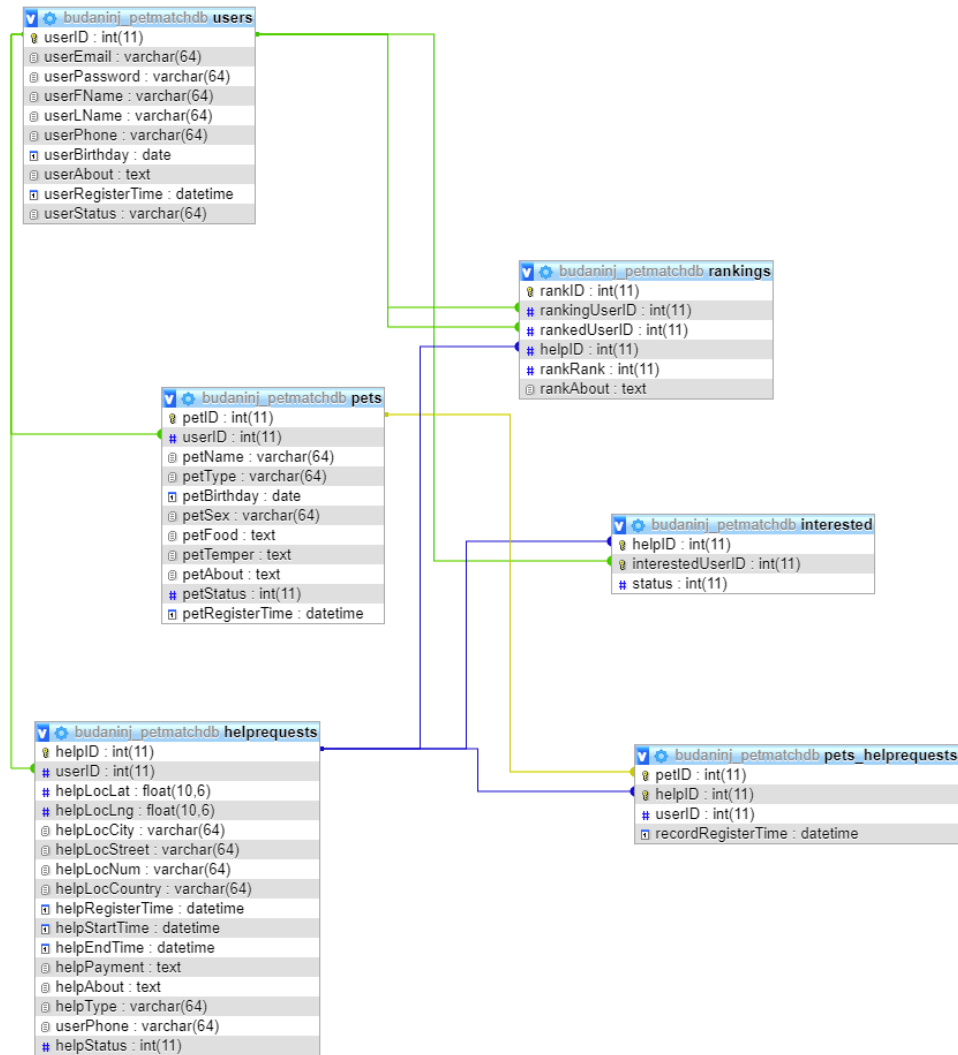 budaninj_petmatchdb users
userID : int(11)
userEmail : varchar(64)
userPassword : varchar(64)
userFName : varchar(64)
userLName : varchar(64)
userPhone : varchar(64)
userBirthday : date
userAbout : text
userRegisterTime : datetime
userStatus : varchar(64)
budaninj_petmatchdb rankings
rankID : int(11)
# rankingUserID : int(11)
# rankedUserID : int(11)
# helpID : int(11)
# rankRank : int(11)
rankAbout : text
budaninj_petmatchdb pets
petID : int(11)
# userID : int(11)
petName : varchar(64)
petType : varchar(64)
petBirthday : date
petSex : varchar(64)
petFood : text
petTemper : text
petAbout : text
# petStatus : int(11)
petRegisterTime : datetime
budaninj_petmatchdb interested
helpID : int(11)
interestedUserID : int(11)
# status : int(11)
budaninj_petmatchdb helprequests
helpID : int(11)
# userID : int(11)
# helpLocLat : float(10,6)
# helpLocLng : float(10,6)
helpLocCity : varchar(64)
helpLocStreet : varchar(64)
helpLocNum : varchar(64)
helpLocCountry : varchar(64)
helpRegisterTime : datetime
helpStartTime : datetime
helpEndTime : datetime
helpPayment : text
helpAbout : text
helpType : varchar(64)
userPhone : varchar(64)
# helpStatus : int(11)
budaninj_petmatchdb pets_helprequests
petID : int(11)
helpID : int(11)
# userID : int(11)
recordRegisterTime : datetime